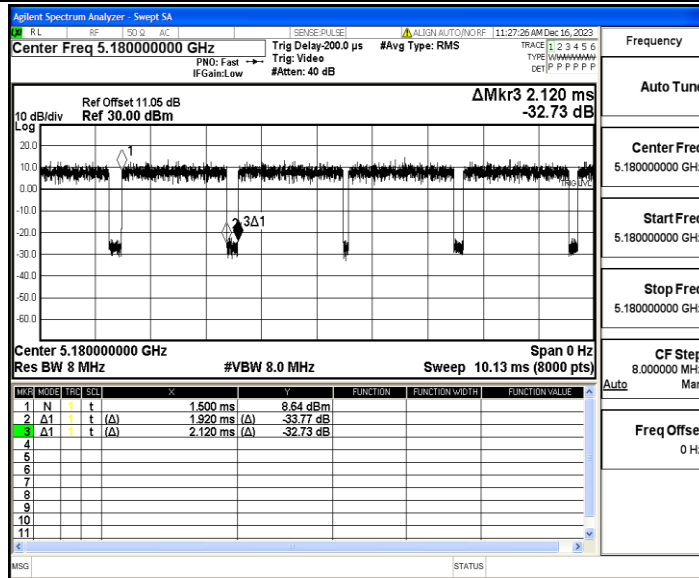 Agilent Spectrum Analyzer - Swept SA
RL RF 50 Ω AC SENSE:PULSE ALIGN AUTO/NO RF 11:27:26 AM Dec 16, 2023
Center Freq 5.180000000 GHz
PNO: Fast
IFGain:Low
Trig Delay-200.0 µs
Trig: Video
#Atten: 40 dB
#Avg Type: RMS
TRACE 1 2 3 4 5 6
TYPE WWWWWW
DET P P P P P P
ΔMkr3 2.120 ms
-32.73 dB
Ref Offset 11.05 dB
10 dB/div Ref 30.00 dBm
Log
20.0
10.0
0.00
-10.0
-20.0
-30.0
-40.0
-50.0
-60.0
1
3Δ1
Center 5.180000000 GHz Span 0 Hz
Res BW 8 MHz #VBW 8.0 MHz Sweep 10.13 ms (8000 pts)
MKR MODE TRC SCL X Y FUNCTION FUNCTION WIDTH FUNCTION VALUE
1 N 1 t 1.500 ms 8.64 dBm
2 Δ1 1 t (Δ) 1.920 ms (Δ) -33.77 dB
3 Δ1 1 t (Δ) 2.120 ms (Δ) -32.73 dB
4
5
6
7
8
9
10
11
MSG STATUS
Frequency
Auto Tune
Center Freq
5.180000000 GHz
Start Freq
5.180000000 GHz
Stop Freq
5.180000000 GHz
CF Step
8.000000 MHz
Auto Man
Freq Offset
0 Hz